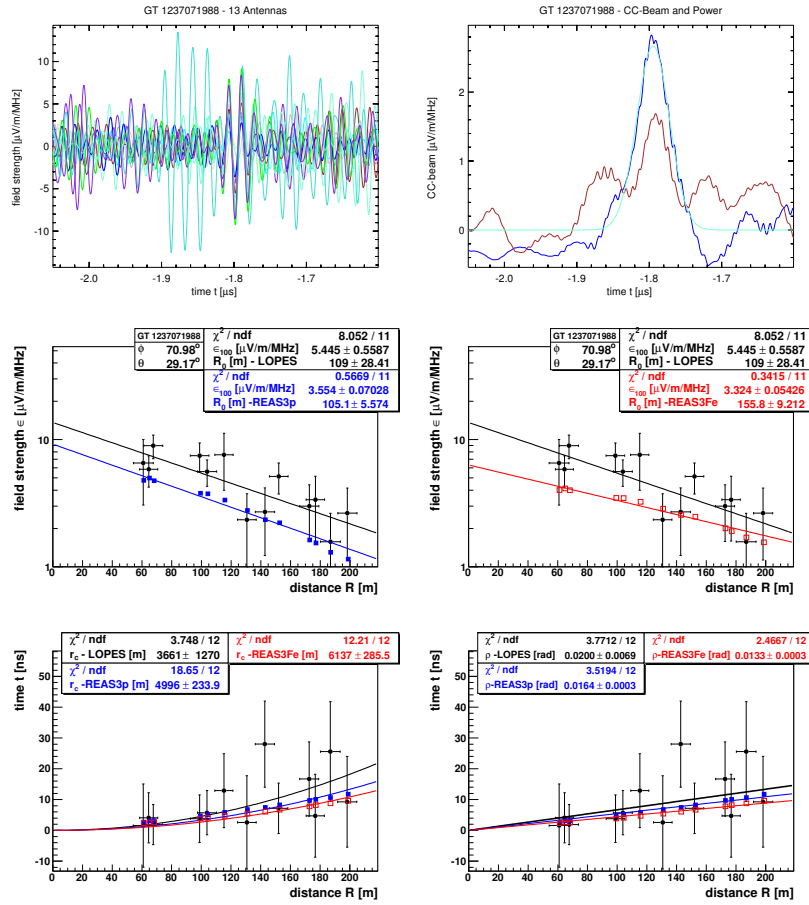 GT 1237071988 - 13 Antennas
field strength [μV/m/MHz]
10
5
0
-5
-10
-2.0
-1.9
-1.8
-1.7
time t [μs]
GT 1237071988 - CC-Beam and Power
CC-beam [μV/m/MHz]
2
1
0
-2.0
-1.9
-1.8
-1.7
time t [μs]
GT 1237071988
ϕ 70.98°
θ 29.17°
χ² / ndf 8.052 / 11
ϵ₁₀₀ [μV/m/MHz] 5.445 ± 0.5587
R₀ [m] - LOPES 109 ± 28.41
χ² / ndf 0.5669 / 11
ϵ₁₀₀ [μV/m/MHz] 3.554 ± 0.07028
R₀ [m] -REAS3p 105.1 ± 5.574
field strength ϵ [μV/m/MHz]
10
1
0 20 40 60 80 100 120 140 160 180 200
distance R [m]
GT 1237071988
ϕ 70.98°
θ 29.17°
χ² / ndf 8.052 / 11
ϵ₁₀₀ [μV/m/MHz] 5.445 ± 0.5587
R₀ [m] - LOPES 109 ± 28.41
χ² / ndf 0.3415 / 11
ϵ₁₀₀ [μV/m/MHz] 3.324 ± 0.05426
R₀ [m] -REAS3Fe 155.8 ± 9.212
field strength ϵ [μV/m/MHz]
10
1
0 20 40 60 80 100 120 140 160 180 200
distance R [m]
χ² / ndf 3.748 / 12
r_c - LOPES [m] 3661 ± 1270
χ² / ndf 12.21 / 12
r_c -REAS3Fe [m] 6137 ± 285.5
χ² / ndf 18.65 / 12
r_c -REAS3p [m] 4996 ± 233.9
time t [ns]
50
40
30
20
10
0
-10
0 20 40 60 80 100 120 140 160 180 200
distance R [m]
χ² / ndf 3.7712 / 12
ρ -LOPES [rad] 0.0200 ± 0.0069
χ² / ndf 2.4667 / 12
ρ-REAS3Fe [rad] 0.0133 ± 0.0003
χ² / ndf 3.5194 / 12
ρ-REAS3p [rad] 0.0164 ± 0.0003
time t [ns]
50
40
30
20
10
0
-10
0 20 40 60 80 100 120 140 160 180 200
distance R [m]